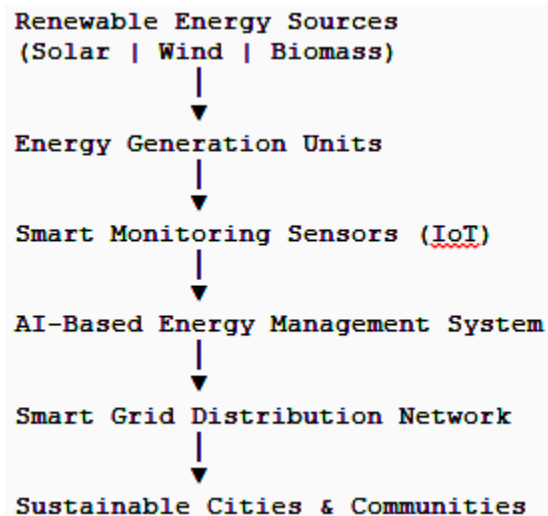 Renewable Energy Sources
(Solar | Wind | Biomass)
Energy Generation Units
Smart Monitoring Sensors (IoT)
AI-Based Energy Management System
Smart Grid Distribution Network
Sustainable Cities & Communities